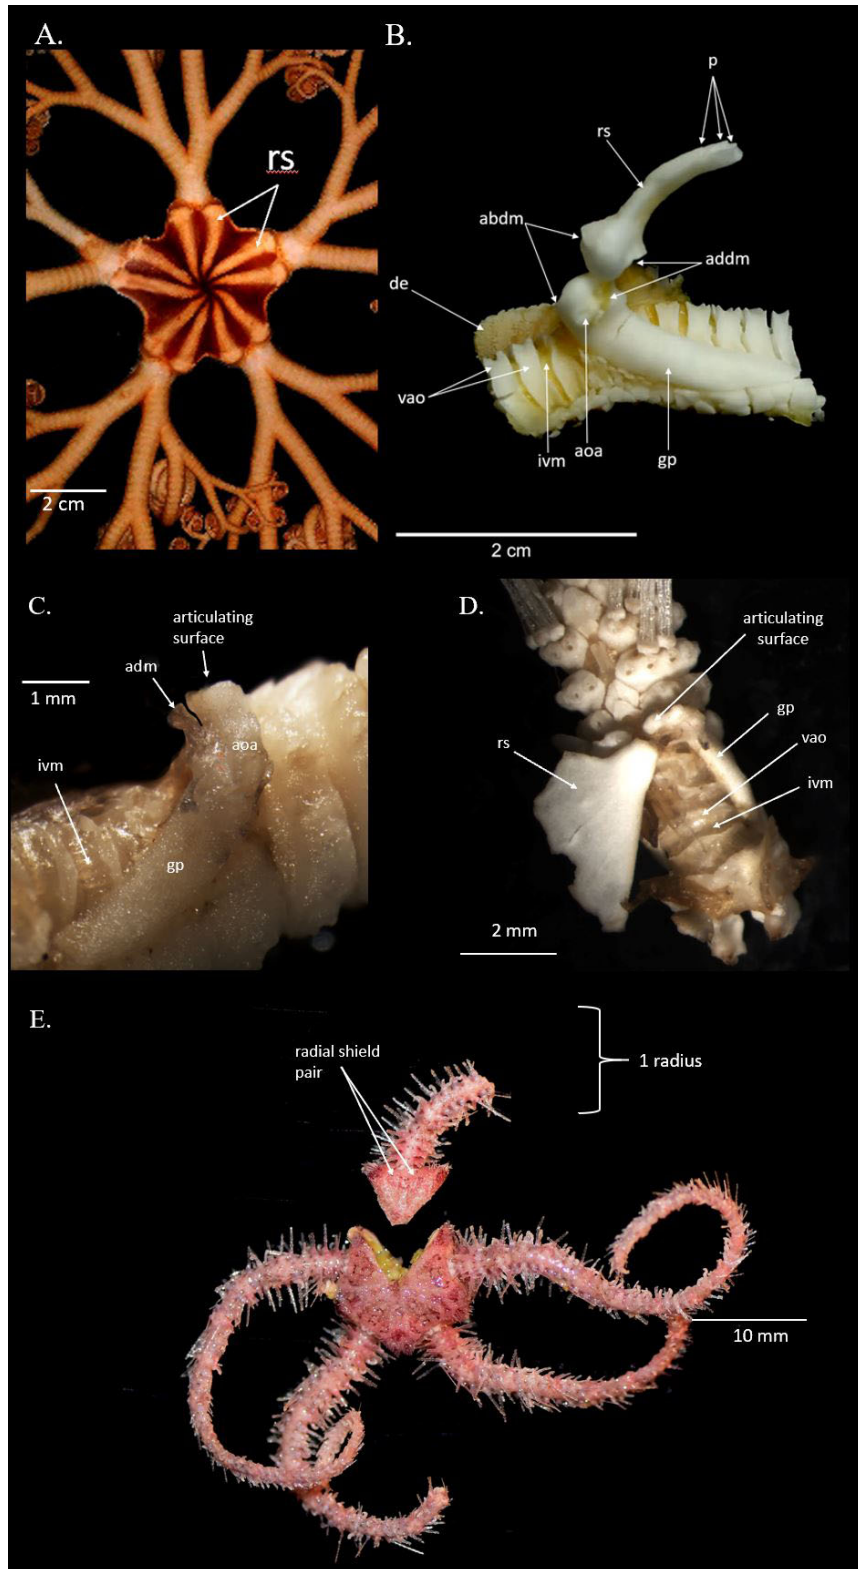 A.
rs
2 cm
B.
p
rs
abdm
addm
de
vao
ivm
aoa
gp
2 cm
C.
articulating
surface
adm
1 mm
aoa
ivm
gp
D.
articulating
surface
gp
vao
rs
ivm
2 mm
E.
radial shield
pair
1 radius
10 mm